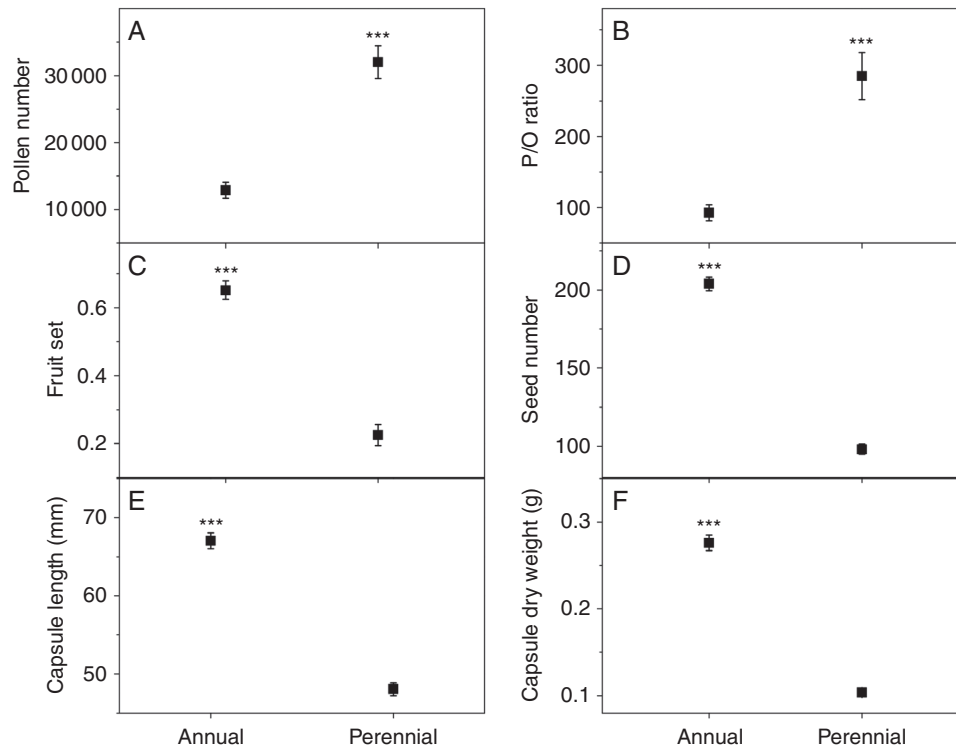 A
***
Pollen number
30 000
20 000
10 000
B
***
P/O ratio
300
200
100
C
***
Fruit set
0.6
0.4
0.2
D
***
Seed number
200
150
100
E
***
Capsule length (mm)
70
60
50
Annual
Perennial
F
***
Capsule dry weight (g)
0.3
0.2
0.1
Annual
Perennial